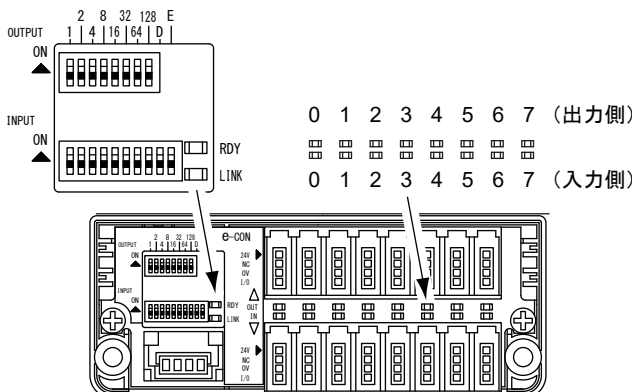 2 8 32 128 E
OUTPUT 1 4 16 64 D
ON
INPUT
ON
RDY
LINK
0 1 2 3 4 5 6 7 (出力側)
0 1 2 3 4 5 6 7 (入力側)
2 8 32 128
OUTPUT 1 4 16 64 D
ON
INPUT
ON
RDY
LINK
e-CON
24V
NC
0V
I/O
OUT
IN
24V
NC
0V
I/O